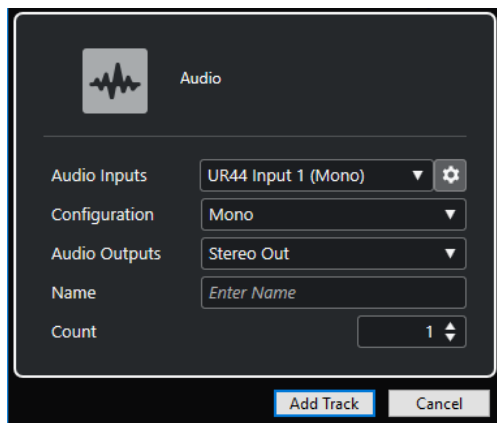 Audio
Audio Inputs UR44 Input 1 (Mono)
Configuration Mono
Audio Outputs Stereo Out
Name Enter Name
Count 1
Add Track Cancel